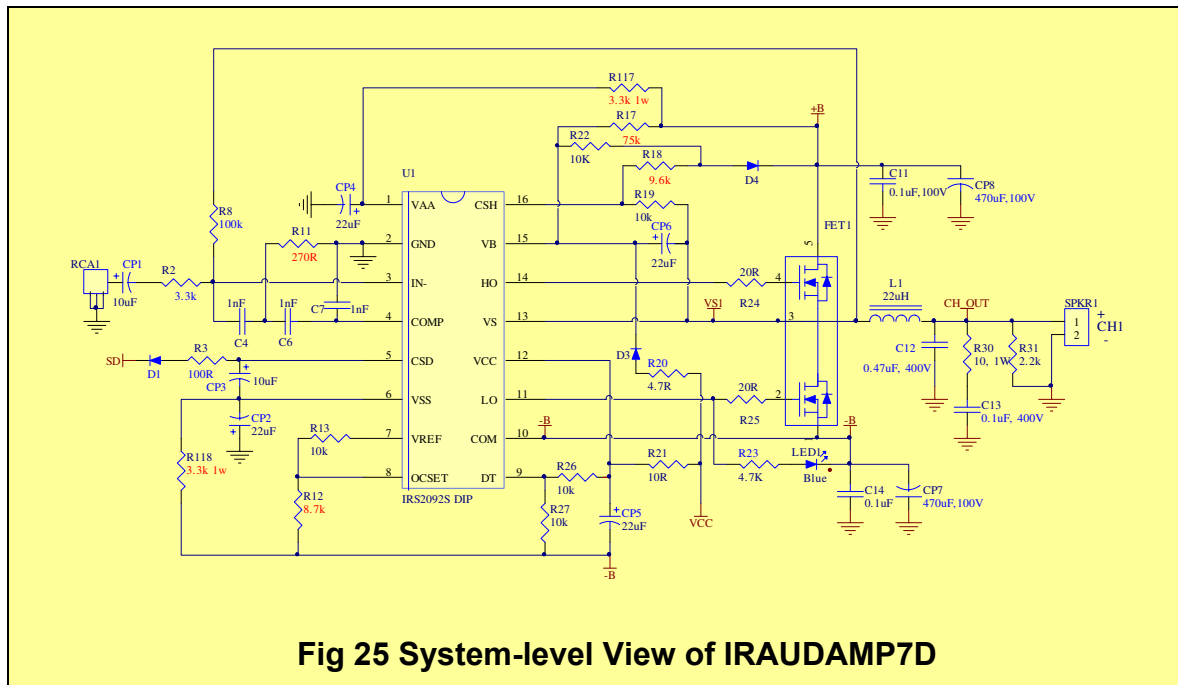 R117
3.3k 1w
+B
R17
75k
R22
10K
R18
9.6k
D4
C11
0.1uF,100V
CP8
470uF,100V
U1
CP4
22uF
1
VAA
CSH
16
R19
10k
FET1
R8
100k
R11
270R
2
GND
VB
15
CP6
22uF
5
RCA1
CP1
10uF
R2
3.3k
3
IN-
HO
14
20R
R24
4
L1
22uH
1nF
C4
1nF
C6
C7
1nF
4
COMP
VS
13
VS1
3
CH_OUT
SPKR1
1
2
+
CH1
-
SD
D1
R3
100R
5
CSD
VCC
12
D3
R20
4.7R
C12
0.47uF, 400V
R30
10, 1W
R31
2.2k
CP3
10uF
6
VSS
LO
11
20R
R25
2
C13
0.1uF, 400V
CP2
22uF
R13
10k
7
VREF
COM
10
-B
1
-B
R118
3.3k 1w
8
OCSET
DT
9
R26
10k
R21
10R
R23
4.7K
LED1
Blue
R12
8.7k
IRS2092S DIP
R27
10k
CP5
22uF
VCC
C14
0.1uF
CP7
470uF,100V
-B
Fig 25 System-level View of IRAUDAMP7D